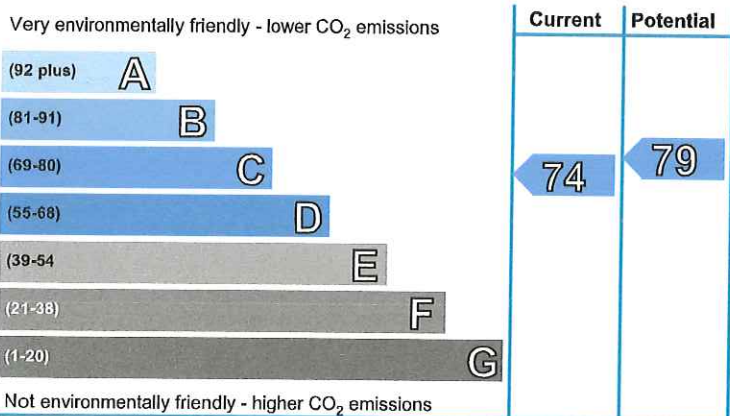 Very environmentally friendly - lower CO2 emissions
Current Potential
(92 plus) A
(81-91) B
(69-80) C
74 79
(55-68) D
(39-54 E
(21-38) F
(1-20) G
Not environmentally friendly - higher CO2 emissions